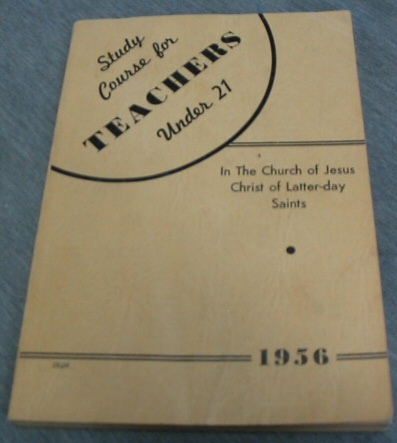 Study
Course for
TEACHERS
Under 21
In The Church of Jesus
Christ of Latter-day
Saints
1956